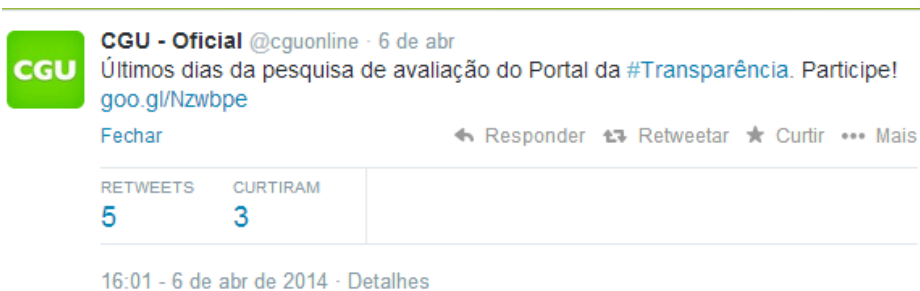 CGU
CGU - Oficial @cguonline · 6 de abr
Últimos dias da pesquisa de avaliação do Portal da #Transparência. Participe!
goo.gl/Nzwbpe
Fechar Responder Retweetar Curtir Mais
RETWEETS CURTIRAM
5 3
16:01 - 6 de abr de 2014 · Detalhes